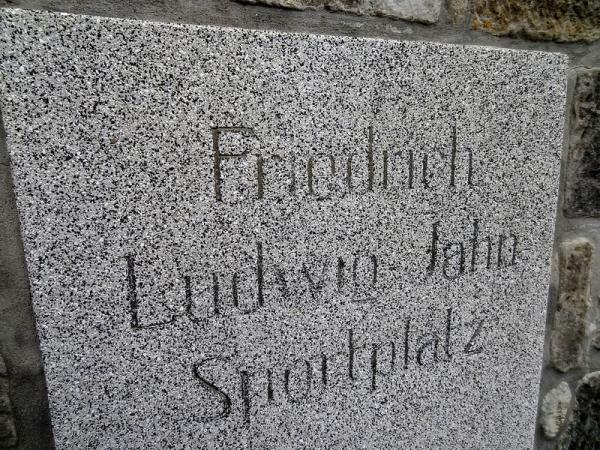 Friedrich
Ludwig Jahn
Sportplatz